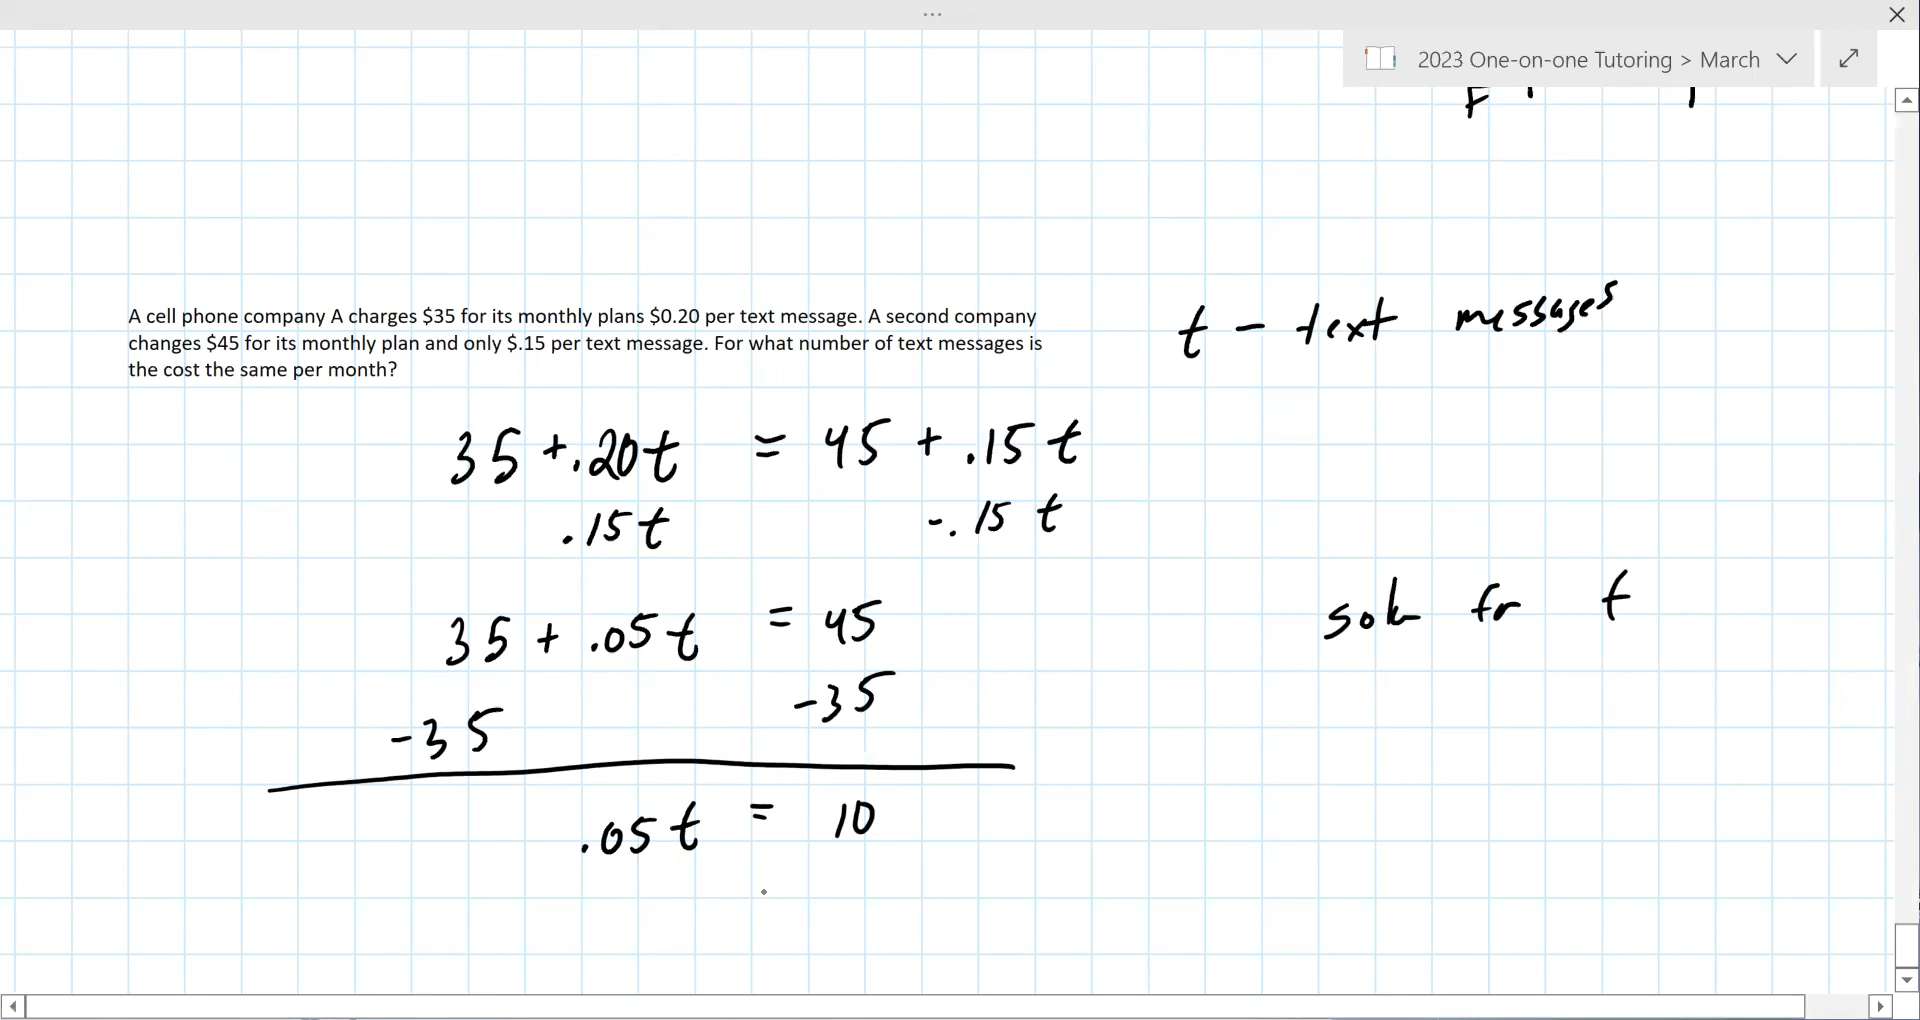 2023 One-on-one Tutoring > March
A cell phone company A charges $35 for its monthly plans $0.20 per text message. A second company
changes $45 for its monthly plan and only $.15 per text message. For what number of text messages is
the cost the same per month?
t - text messages
35 + .20t = 45 + .15t
.15t -.15t
35 + .05t = 45
for t
-35 -35
.05t = 10